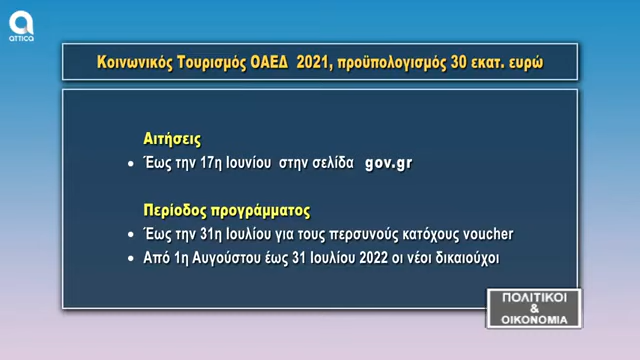 attica
Κοινωνικός Τουρισμός ΟΑΕΔ 2021, προϋπολογισμός 30 εκατ. ευρώ
Αιτήσεις
• Έως την 17η Ιουνίου στην σελίδα gov.gr
Περίοδος προγράμματος
• Έως την 31η Ιουλίου για τους περσυνούς κατόχους voucher
• Από 1η Αυγούστου έως 31 Ιουλίου 2022 οι νέοι δικαιούχοι
ΠΟΛΙΤΙΚΟΙ
&
ΟΙΚΟΝΟΜΙΑ